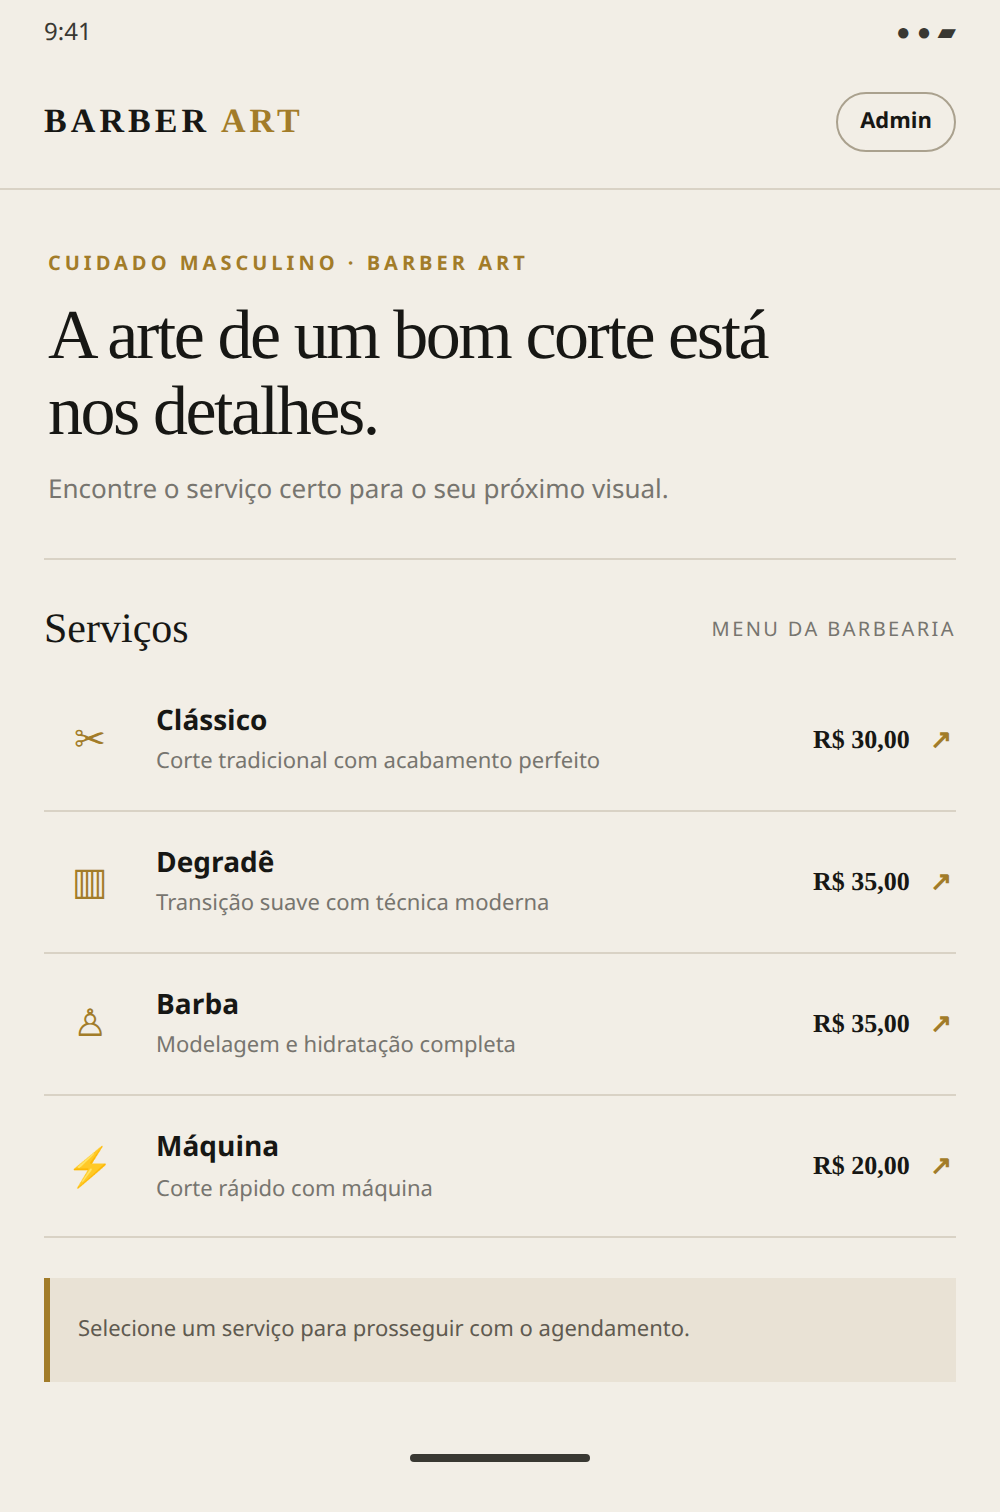 9:41
BARBER ART
Admin
CUIDADO MASCULINO · BARBER ART
A arte de um bom corte está
nos detalhes.
Encontre o serviço certo para o seu próximo visual.
Serviços
MENU DA BARBEARIA
Clássico
Corte tradicional com acabamento perfeito
R$ 30,00 ↗
Degradê
Transição suave com técnica moderna
R$ 35,00 ↗
Barba
Modelagem e hidratação completa
R$ 35,00 ↗
Máquina
Corte rápido com máquina
R$ 20,00 ↗
Selecione um serviço para prosseguir com o agendamento.